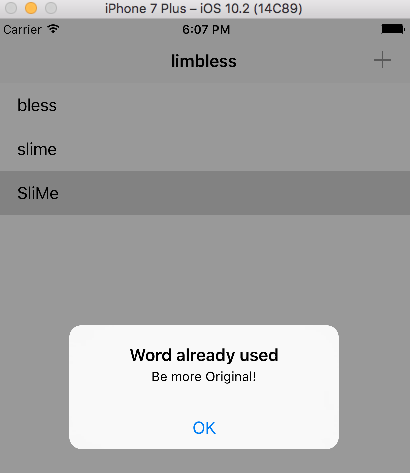 iPhone 7 Plus – iOS 10.2 (14C89)
Carrier 6:07 PM
limbless +
bless
slime
SliMe
Word already used
Be more Original!
OK